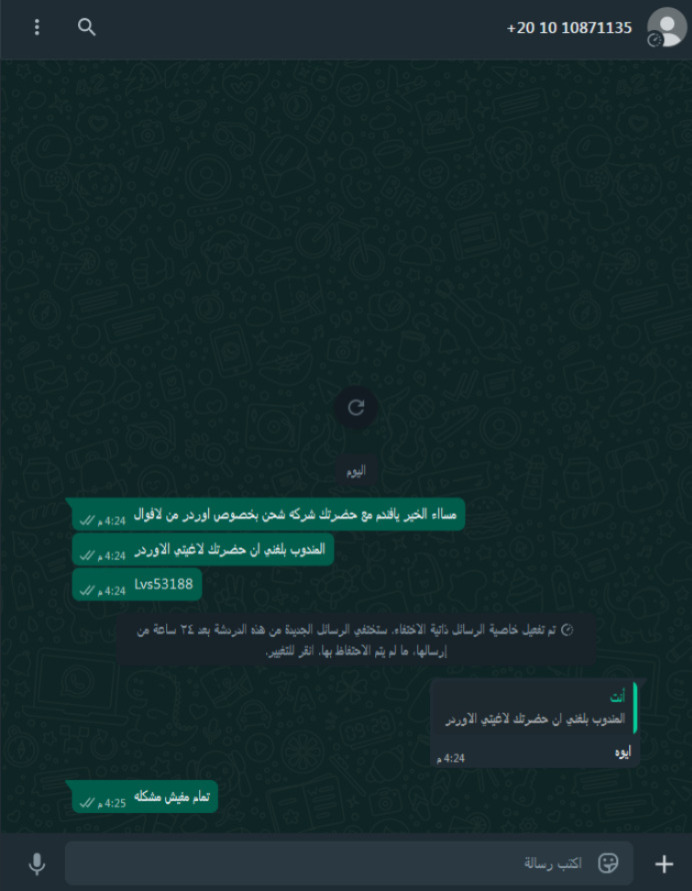 +20 10 10871135
اليوم
مساء الخير يافندم مع حضرتك شركه شحن بخصوص اوردر من لافوال
4:24 م
المندوب بلغني ان حضرتك لاغيتي الاوردر
4:24 م
Lvs53188
4:24 م
تم تفعيل خاصية الرسائل ذاتية الاختفاء. ستختفي الرسائل الجديدة من هذه الدردشة بعد ٢٤ ساعة من
إرسالها، ما لم يتم الاحتفاظ بها. انقر للتغيير.
أنت
المندوب بلغني ان حضرتك لاغيتي الاوردر
ايوه
4:24 م
تمام مفيش مشكله
4:25 م
اكتب رسالة